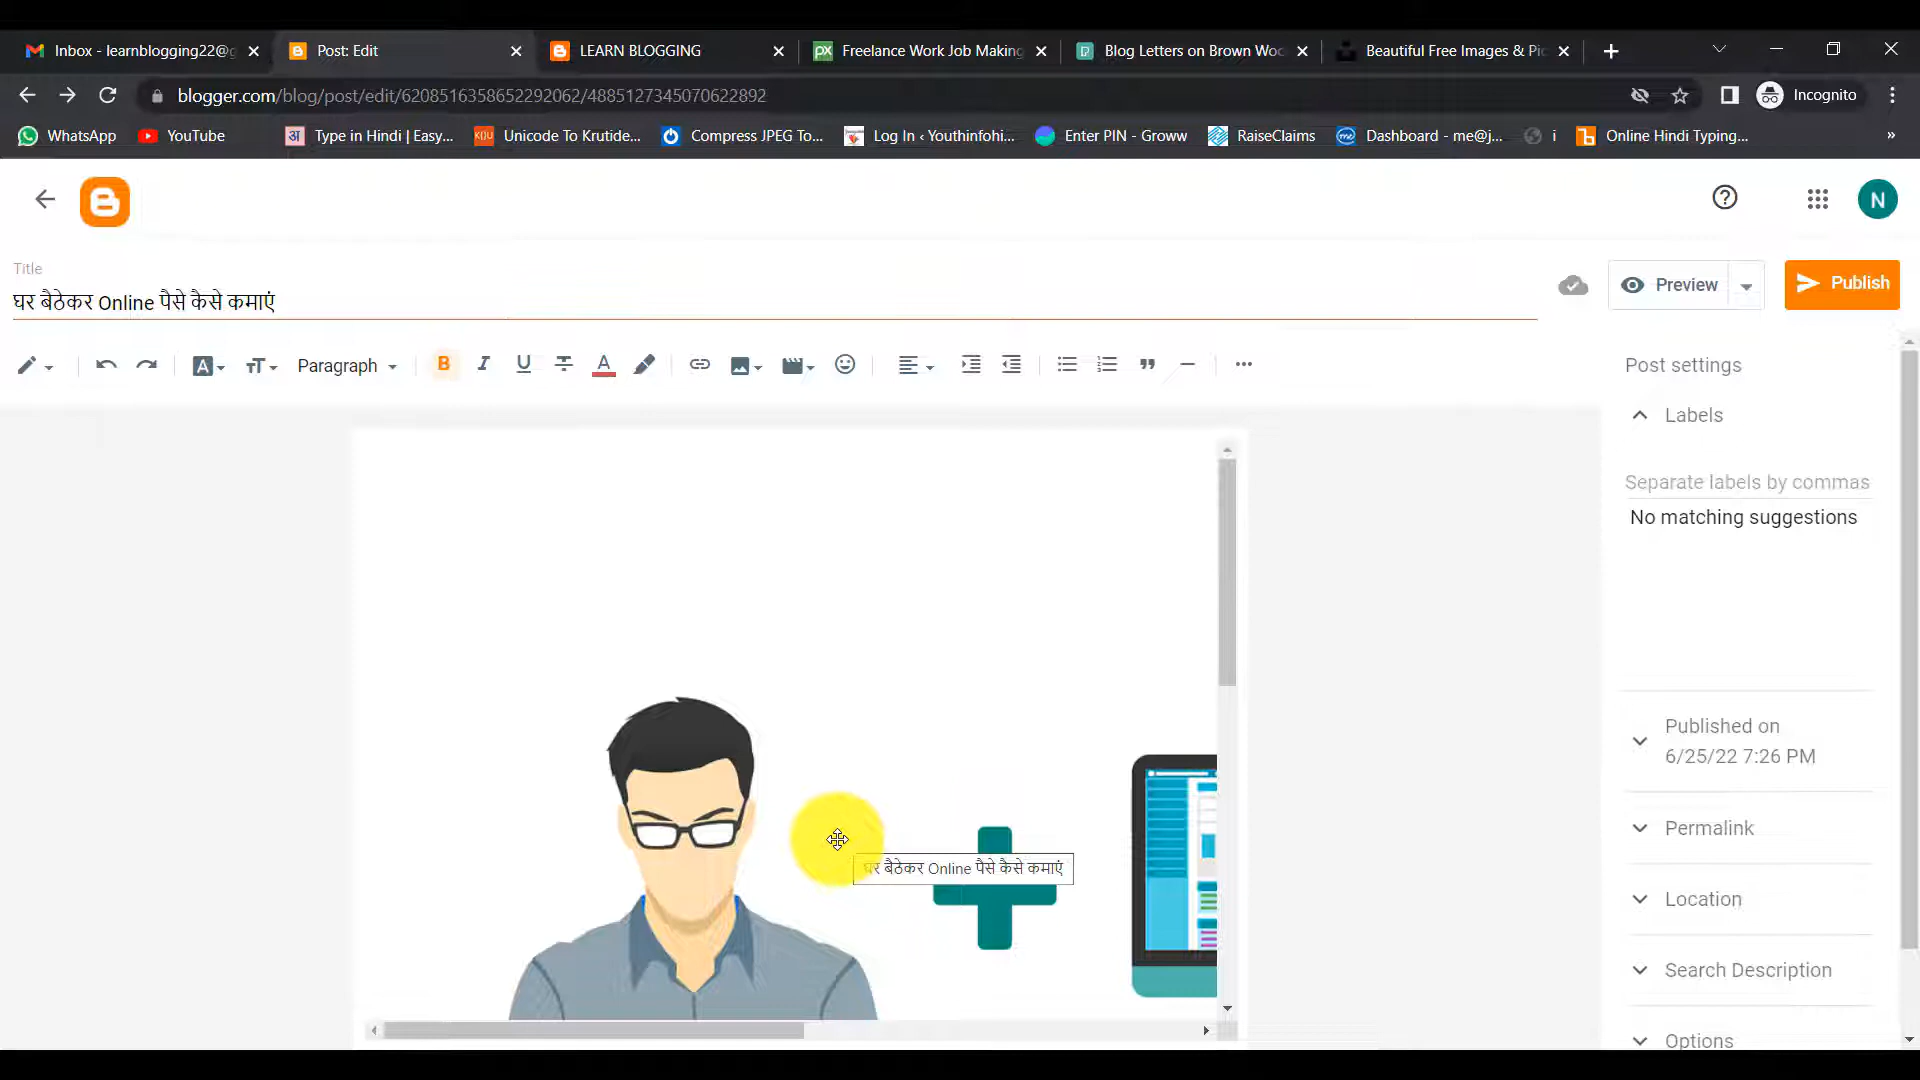 Inbox - learnblogging22@g
Post: Edit
LEARN BLOGGING
Freelance Work Job Making
Blog Letters on Brown Woo
Beautiful Free Images & Pic
blogger.com/blog/post/edit/6208516358652292062/4885127345070622892
Incognito
WhatsApp
YouTube
Type in Hindi | Easy...
Unicode To Krutide...
Compress JPEG To...
Log In ‹ Youthinfohi...
Enter PIN - Groww
RaiseClaims
Dashboard - me@j...
i
Online Hindi Typing...
N
Title
घर बैठेकर Online पैसे कैसे कमाएं
Preview
Publish
Paragraph
Post settings
Labels
Separate labels by commas
No matching suggestions
Published on
6/25/22 7:26 PM
घर बैठेकर Online पैसे कैसे कमाएं
Permalink
Location
Search Description
Options